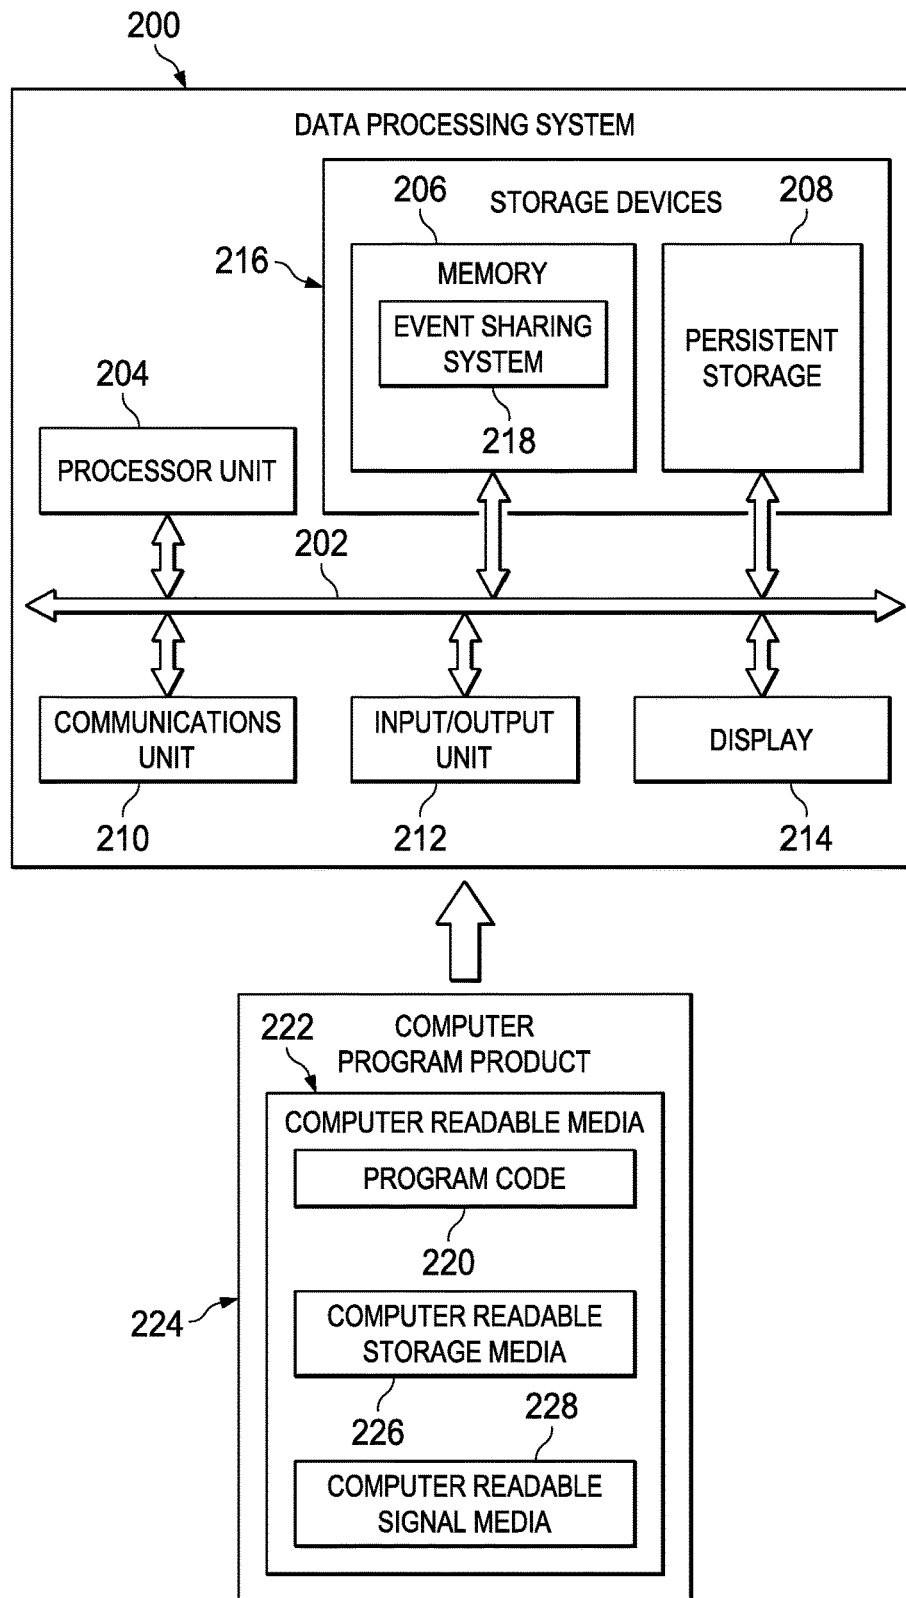 200
DATA PROCESSING SYSTEM
206
STORAGE DEVICES
208
216
MEMORY
EVENT SHARING
SYSTEM
218
PERSISTENT
STORAGE
204
PROCESSOR UNIT
202
COMMUNICATIONS
UNIT
INPUT/OUTPUT
UNIT
DISPLAY
210
212
214
COMPUTER
PROGRAM PRODUCT
222
COMPUTER READABLE MEDIA
PROGRAM CODE
220
224
COMPUTER READABLE
STORAGE MEDIA
226
228
COMPUTER READABLE
SIGNAL MEDIA